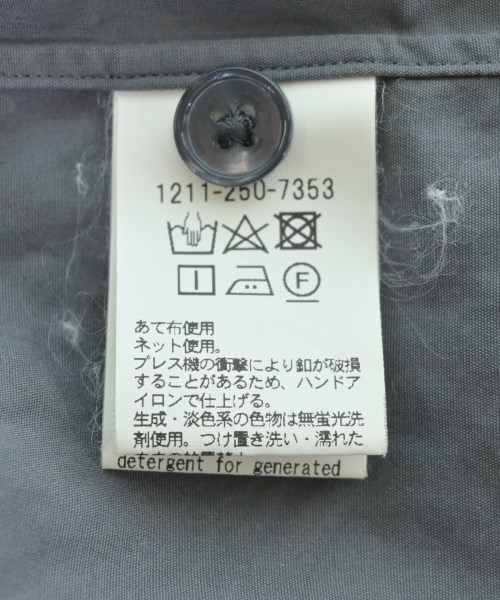 1211-250-7353
F
あて布使用
ネット使用。
プレス機の衝撃により釦が破損
することがあるため、ハンドア
イロンで仕上げる。
生成・淡色系の色物は無蛍光洗
剤使用。つけ置き洗い・濡れた
detergent for generated